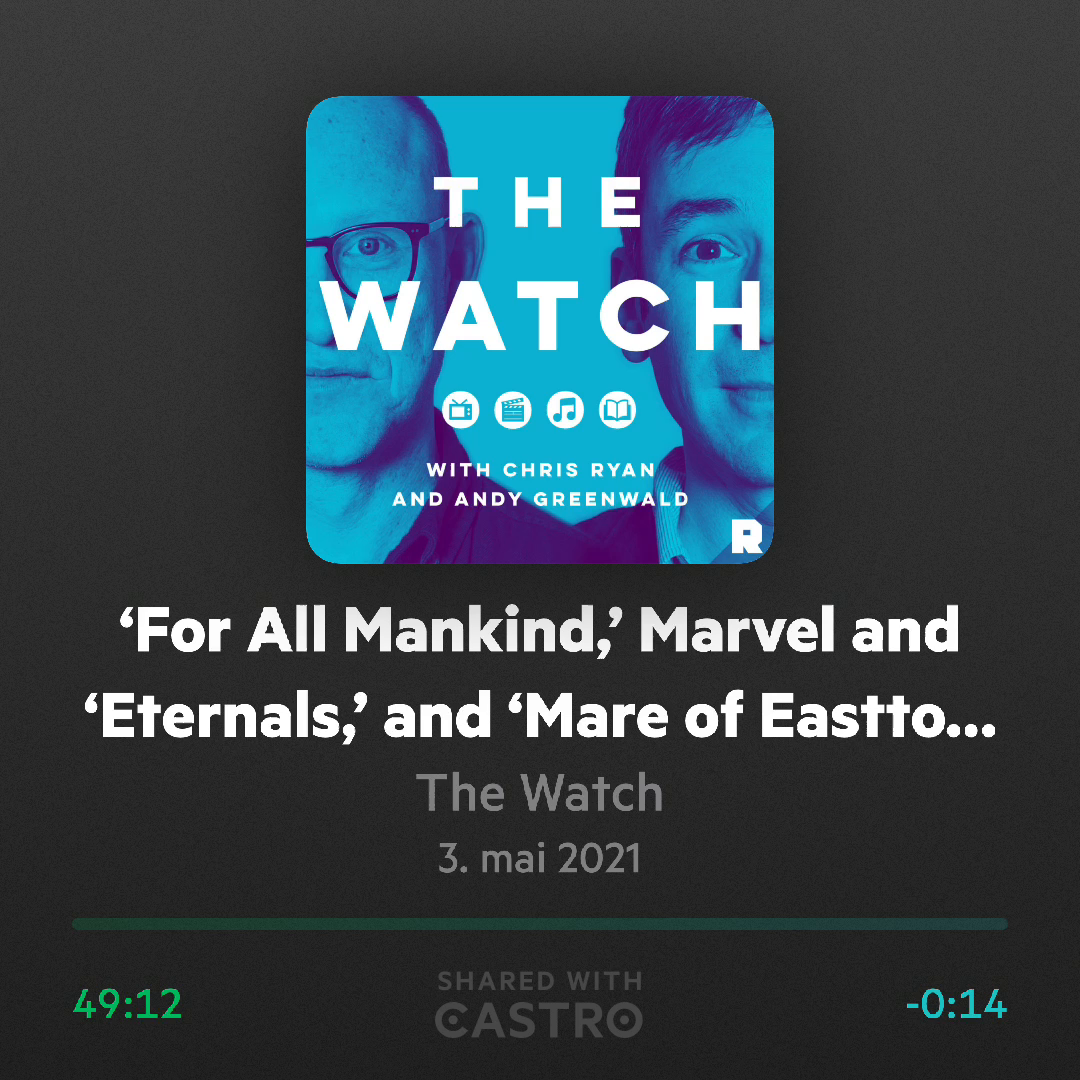 THE
WATCH
WITH CHRIS RYAN
AND ANDY GREENWALD
R
‘For All Mankind,’ Marvel and
‘Eternals,’ and ‘Mare of Eastto...
The Watch
3. mai 2021
49:12
SHARED WITH
CASTRO
-0:14